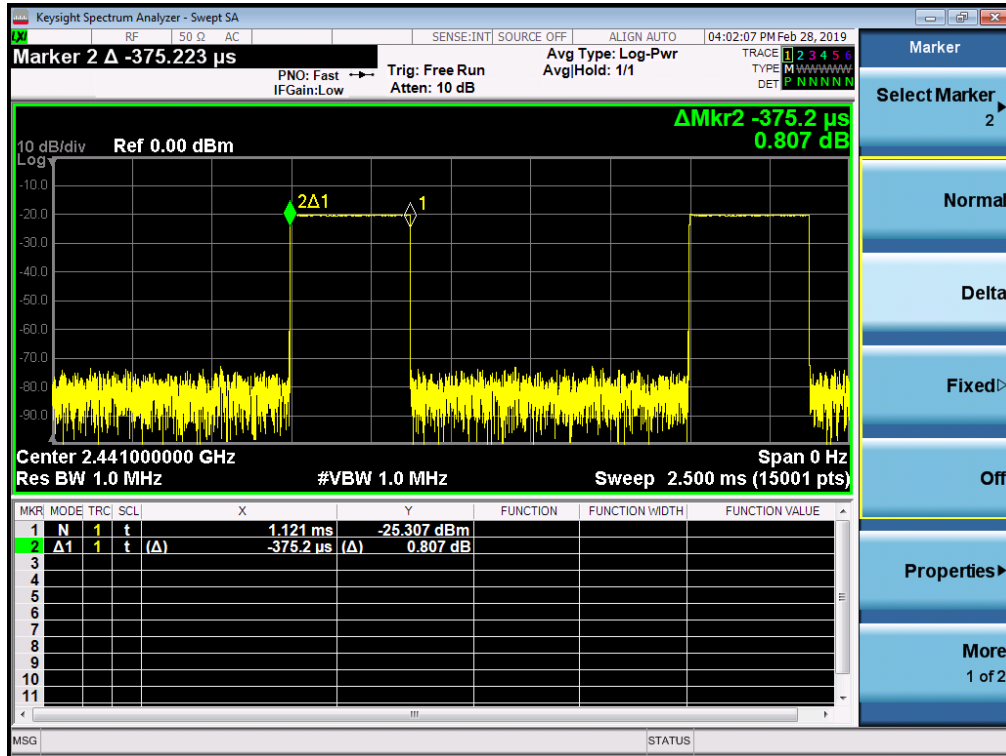 Keysight Spectrum Analyzer - Swept SA
LXI RF 50 Ω AC SENSE:INT SOURCE OFF ALIGN AUTO 04:02:07 PM Feb 28, 2019
Marker 2 Δ -375.223 µs
PNO: Fast
IFGain:Low
Trig: Free Run
Atten: 10 dB
Avg Type: Log-Pwr
Avg|Hold: 1/1
TRACE 1 2 3 4 5 6
TYPE M W W W W W
DET P N N N N N
ΔMkr2 -375.2 µs
0.807 dB
10 dB/div Ref 0.00 dBm
Log
-10.0
-20.0
-30.0
-40.0
-50.0
-60.0
-70.0
-80.0
-90.0
2Δ1
1
Center 2.441000000 GHz Span 0 Hz
Res BW 1.0 MHz #VBW 1.0 MHz Sweep 2.500 ms (15001 pts)
MKR MODE TRC SCL X Y FUNCTION FUNCTION WIDTH FUNCTION VALUE
1 N 1 t 1.121 ms -25.307 dBm
2 Δ1 1 t (Δ) -375.2 µs (Δ) 0.807 dB
3
4
5
6
7
8
9
10
11
MSG STATUS
Marker
Select Marker
2
Normal
Delta
Fixed
Off
Properties
More
1 of 2